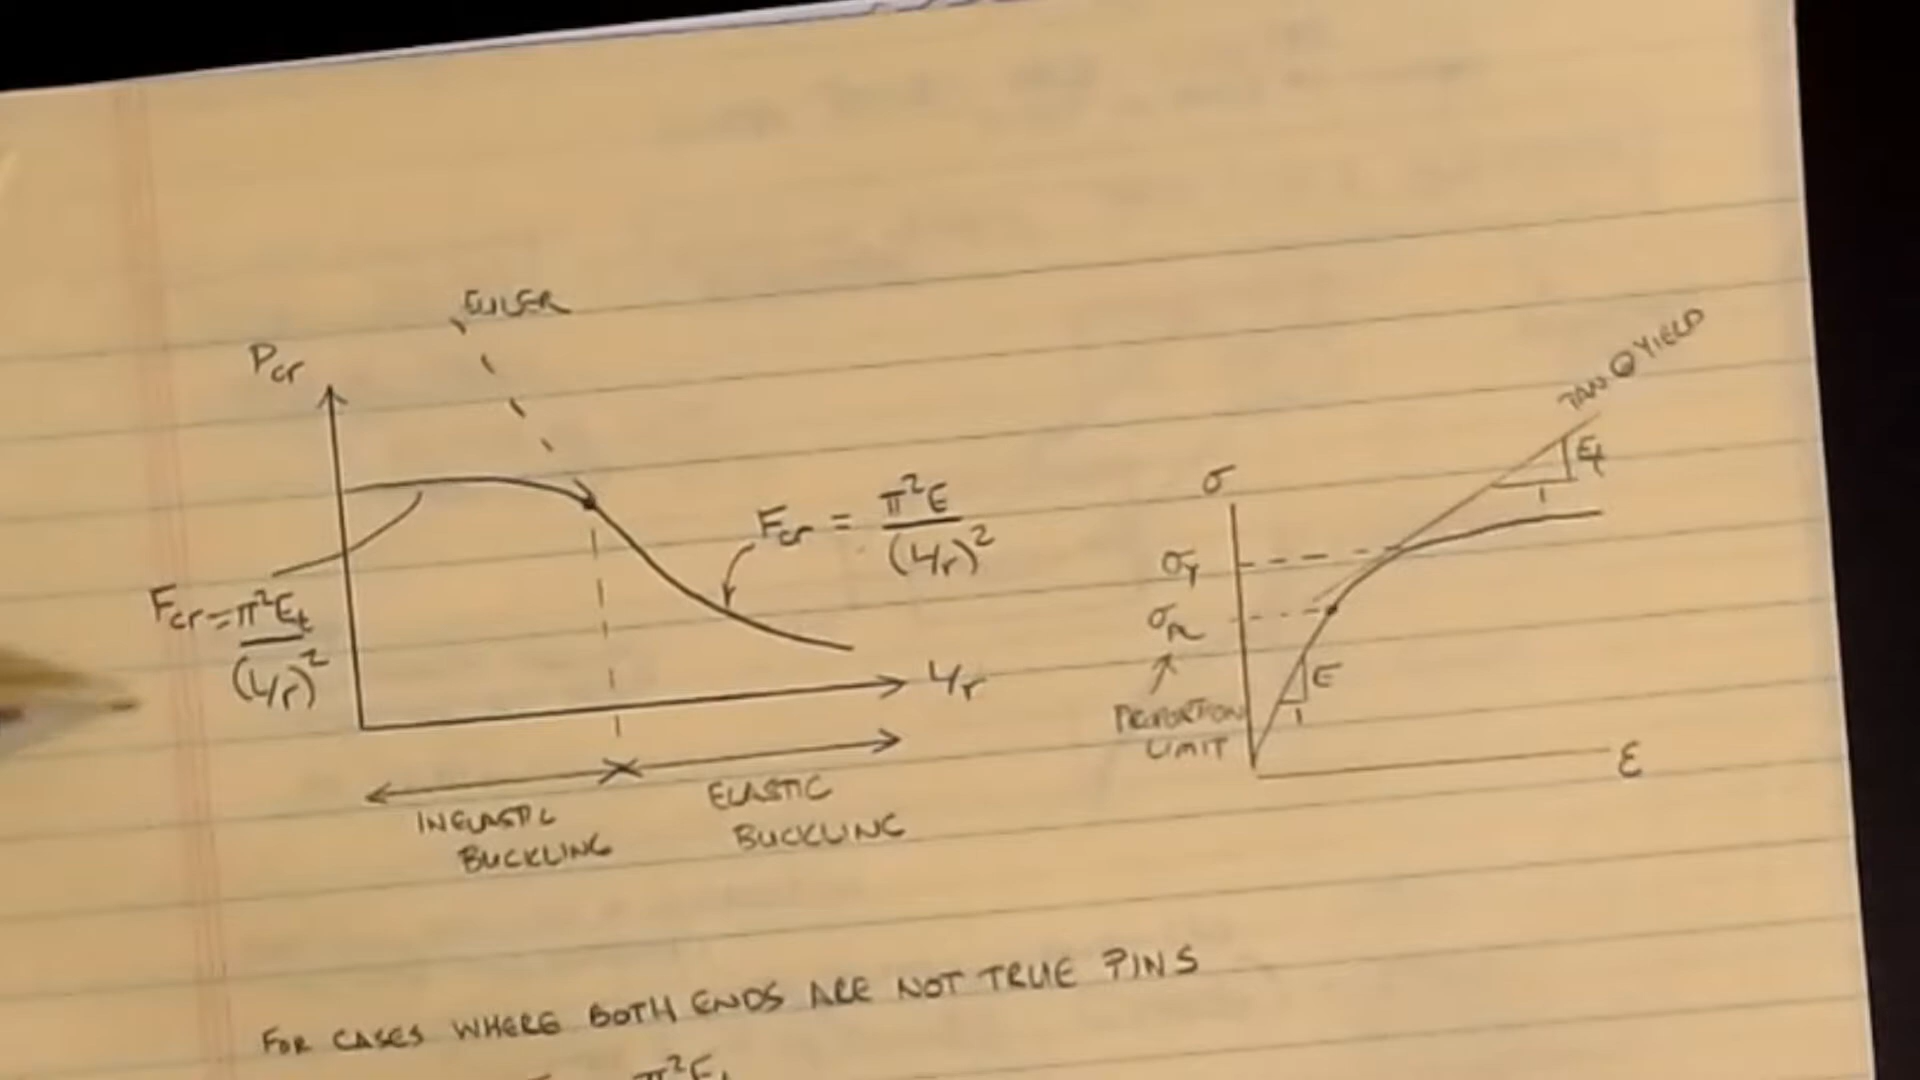 EULER
Pcr
Fcr = π²E / (L/r)²
Fcr = π²Et / (L/r)²
L/r
INELASTIC
BUCKLING
ELASTIC
BUCKLING
TAN @ YIELD
Et
1
σ
σy
E
1
PROPORTION
LIMIT
ε
FOR CASES WHERE BOTH ENDS ARE NOT TRUE PINS
π²E